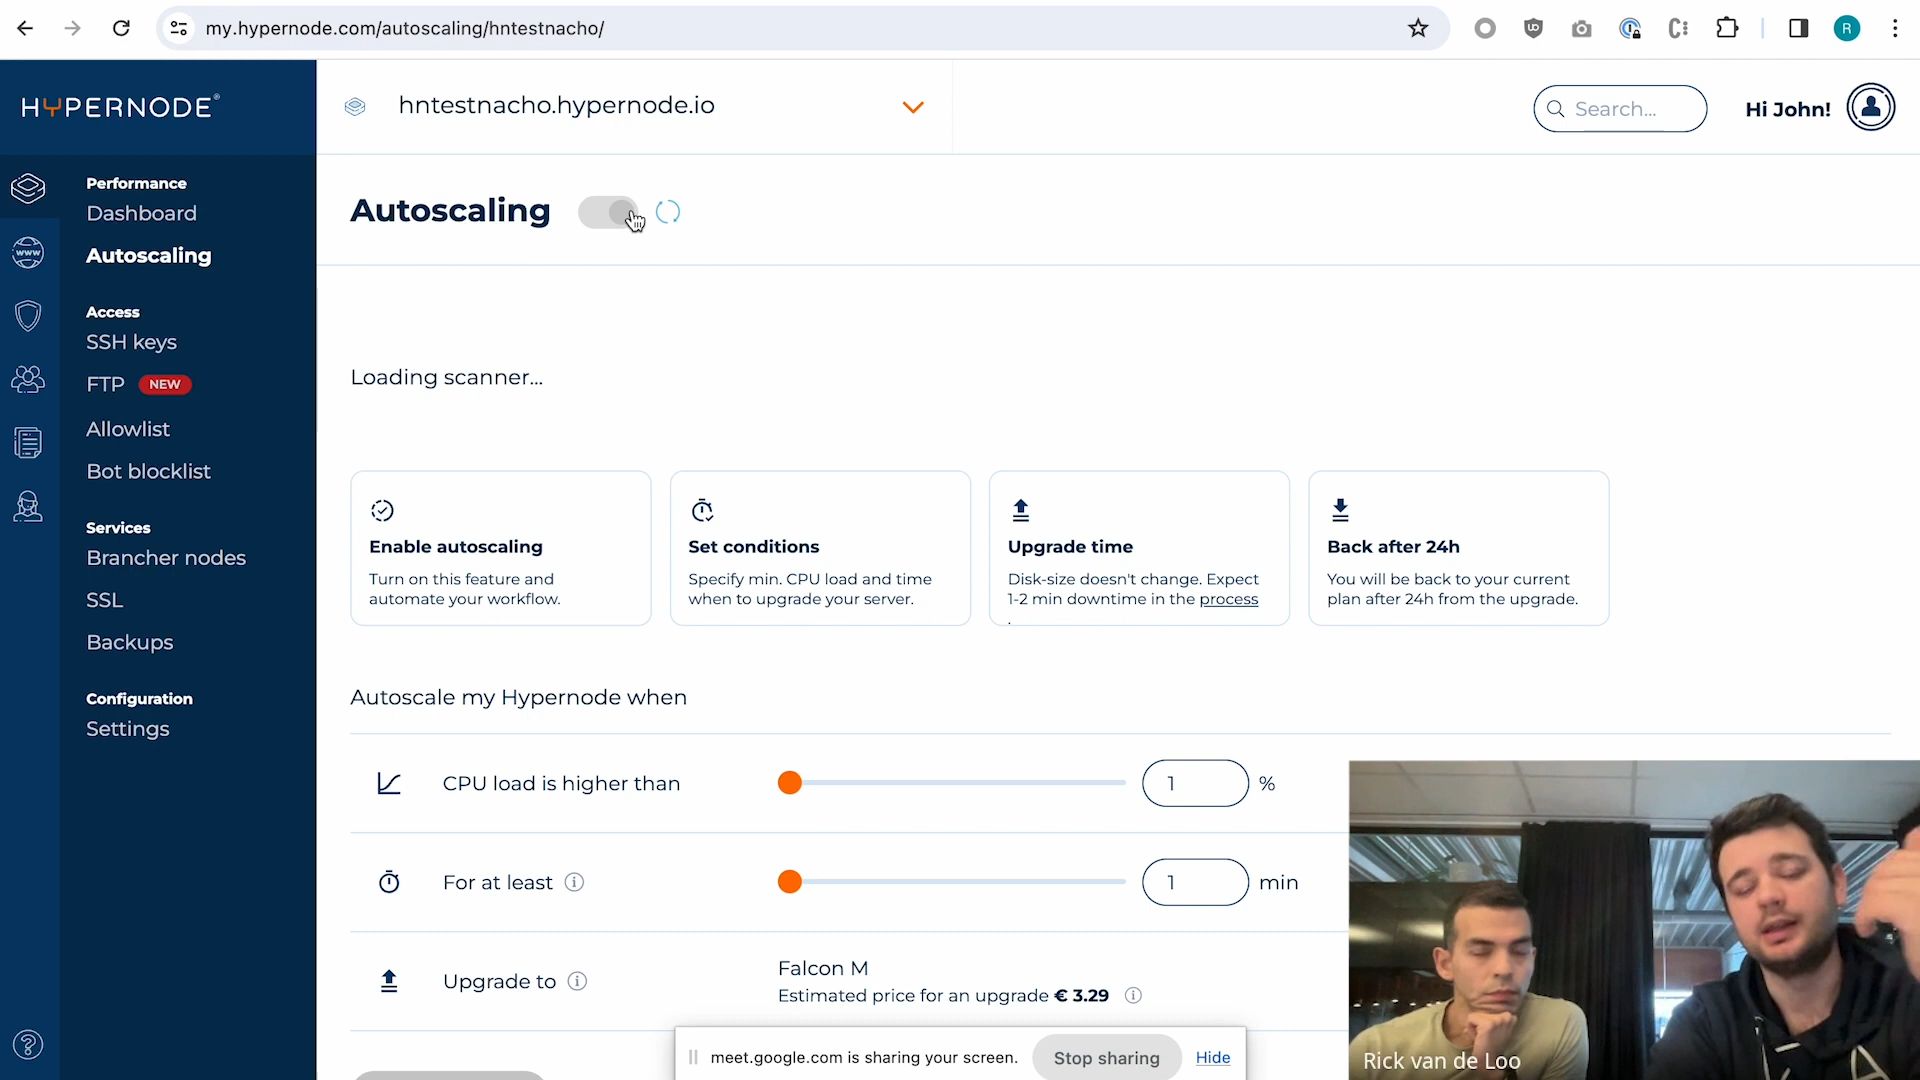 my.hypernode.com/autoscaling/hntestnacho/
R
HYPERNODE®
hntestnacho.hypernode.io
Search...
Hi John!
Performance
Dashboard
Autoscaling
Access
SSH keys
FTP NEW
Allowlist
Bot blocklist
Services
Brancher nodes
SSL
Backups
Configuration
Settings
www
?
Autoscaling
Loading scanner...
Enable autoscaling
Turn on this feature and
automate your workflow.
Set conditions
Specify min. CPU load and time
when to upgrade your server.
Upgrade time
Disk-size doesn't change. Expect
1-2 min downtime in the process
.
Back after 24h
You will be back to your current
plan after 24h from the upgrade.
Autoscale my Hypernode when
CPU load is higher than 1 %
For at least 1 min
Upgrade to
Falcon M
Estimated price for an upgrade € 3.29
meet.google.com is sharing your screen. Stop sharing Hide
Rick van de Loo